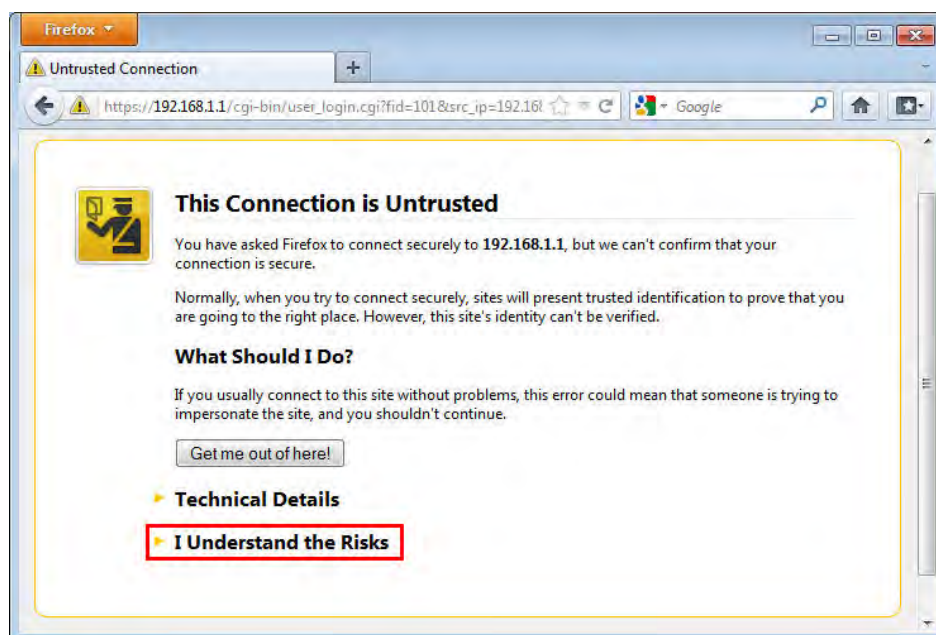 Firefox
Untrusted Connection
https://192.168.1.1/cgi-bin/user_login.cgi?fid=101&src_ip=192.168
Google
This Connection is Untrusted
You have asked Firefox to connect securely to 192.168.1.1, but we can't confirm that your
connection is secure.
Normally, when you try to connect securely, sites will present trusted identification to prove that you
are going to the right place. However, this site's identity can't be verified.
What Should I Do?
If you usually connect to this site without problems, this error could mean that someone is trying to
impersonate the site, and you shouldn't continue.
Get me out of here!
Technical Details
I Understand the Risks